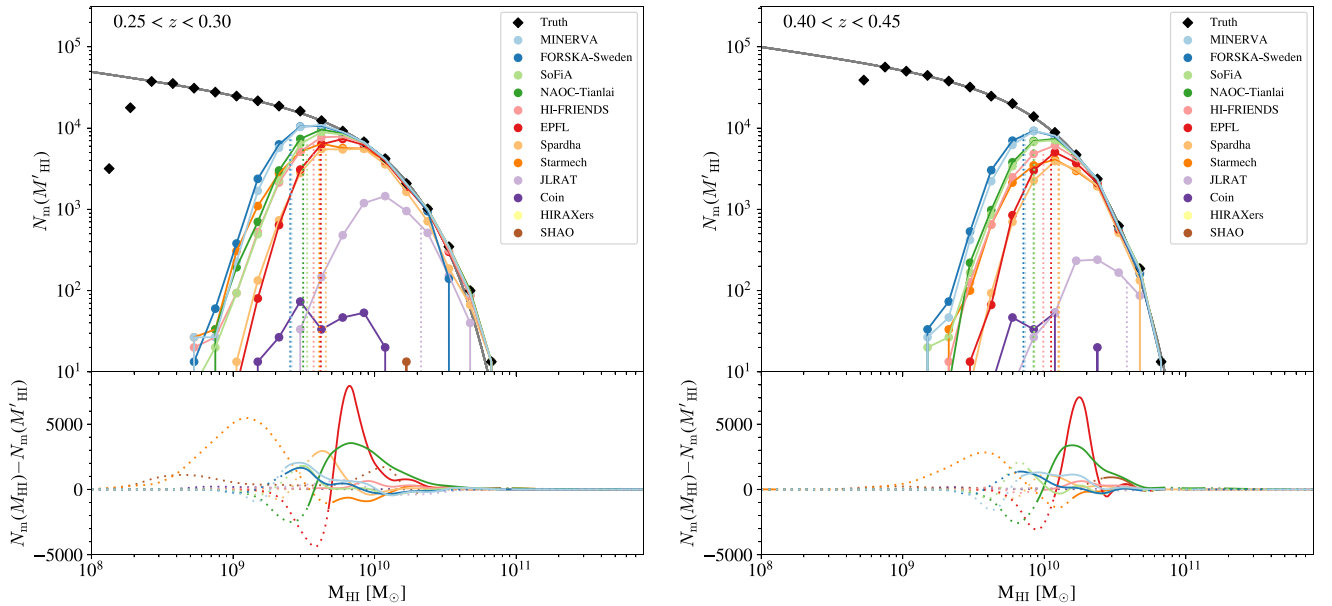 0.25 < z < 0.30
N_m(M′_HI)
10^5
10^4
10^3
10^2
10^1
Truth
MINERVA
FORSKA-Sweden
SoFiA
NAOC-Tianlai
HI-FRIENDS
EPFL
Spardha
Starmech
JLRAT
Coin
HIRAXers
SHAO
N_m(M_HI)−N_m(M′_HI)
5000
0
−5000
10^8
10^9
10^10
10^11
M_HI [M_⊙]
0.40 < z < 0.45
N_m(M′_HI)
10^5
10^4
10^3
10^2
10^1
Truth
MINERVA
FORSKA-Sweden
SoFiA
NAOC-Tianlai
HI-FRIENDS
EPFL
Spardha
Starmech
JLRAT
Coin
HIRAXers
SHAO
N_m(M_HI)−N_m(M′_HI)
5000
0
−5000
10^8
10^9
10^10
10^11
M_HI [M_⊙]